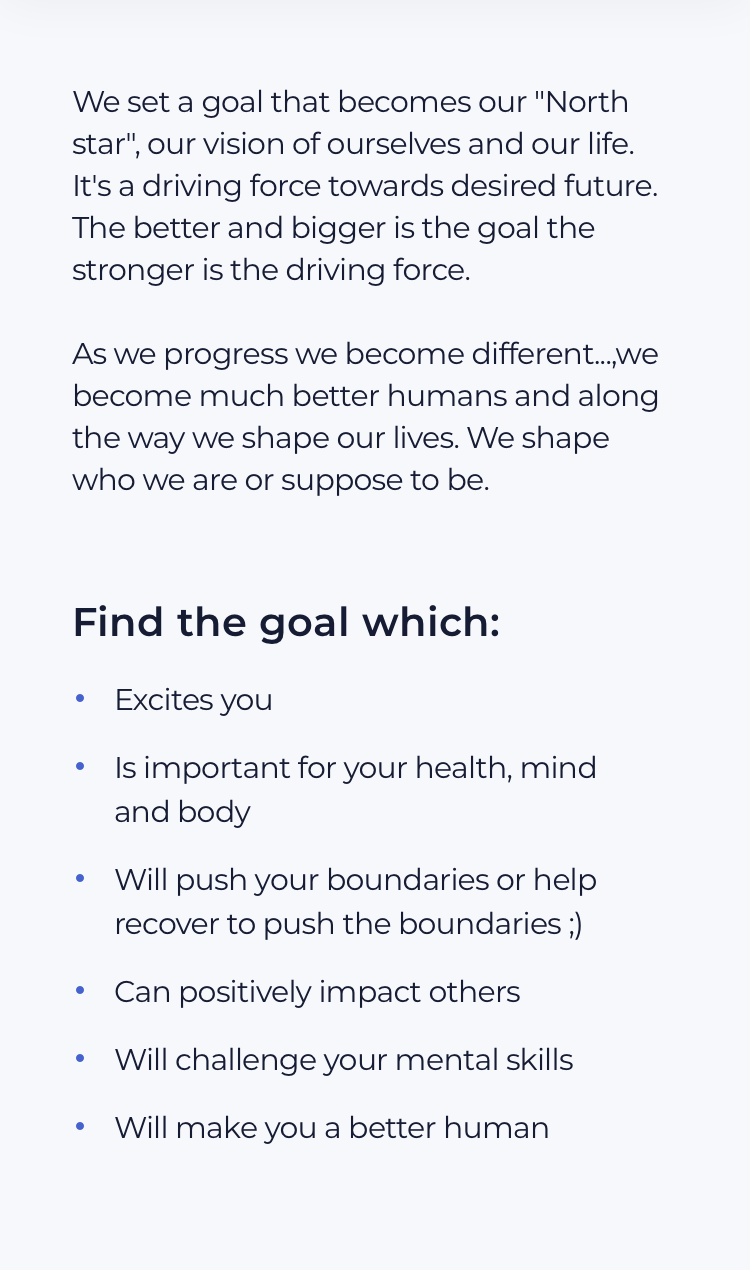 We set a goal that becomes our "North
star", our vision of ourselves and our life.
It's a driving force towards desired future.
The better and bigger is the goal the
stronger is the driving force.
As we progress we become different...,we
become much better humans and along
the way we shape our lives. We shape
who we are or suppose to be.
Find the goal which:
• Excites you
• Is important for your health, mind
and body
• Will push your boundaries or help
recover to push the boundaries ;)
• Can positively impact others
• Will challenge your mental skills
• Will make you a better human